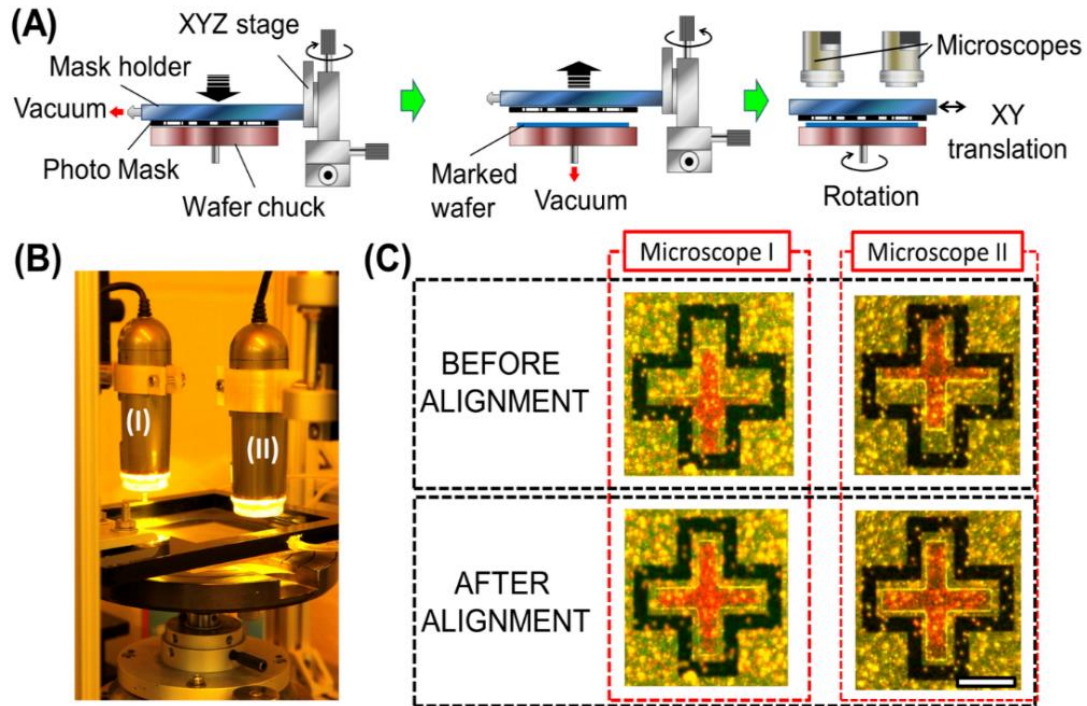 (A)
XYZ stage
Mask holder
Vacuum
Photo Mask
Wafer chuck
Marked
wafer
Vacuum
Microscopes
XY
translation
Rotation
(B)
(I)
(II)
(C)
Microscope I
Microscope II
BEFORE
ALIGNMENT
AFTER
ALIGNMENT